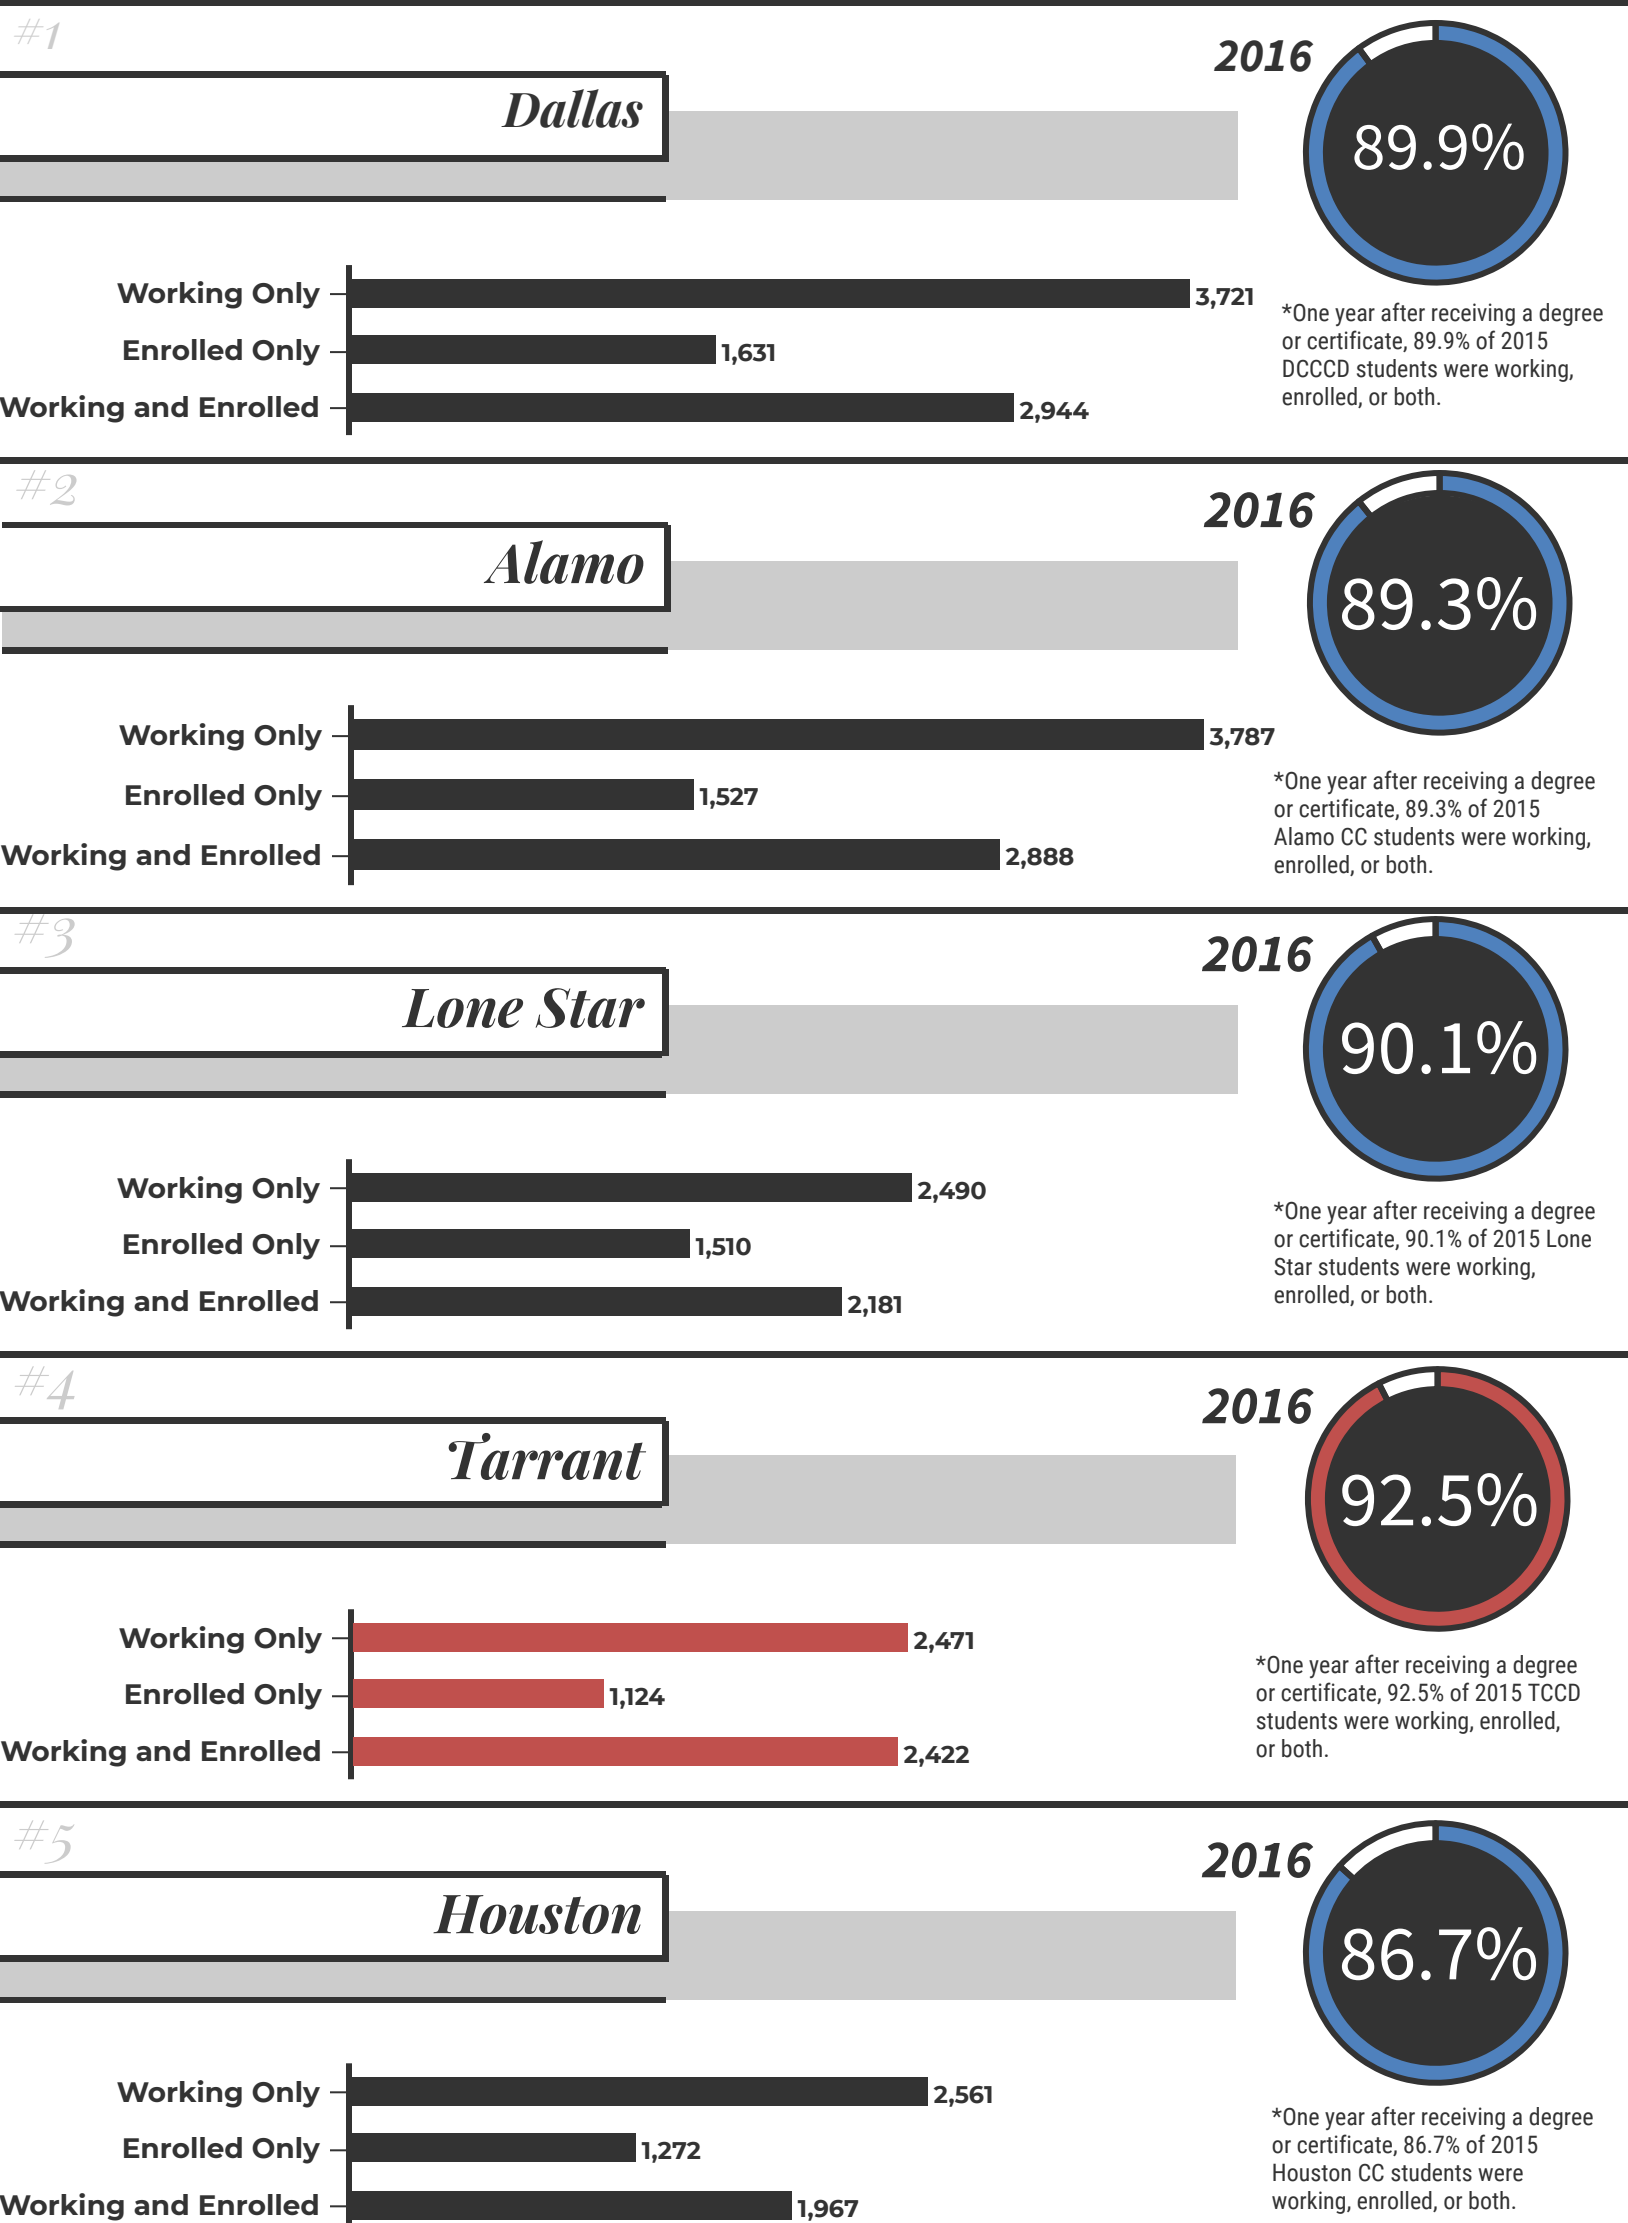 #1
2016
Dallas
89.9%
Working Only 3,721
Enrolled Only 1,631
Working and Enrolled 2,944
*One year after receiving a degree
or certificate, 89.9% of 2015
DCCCD students were working,
enrolled, or both.
#2
2016
Alamo
89.3%
Working Only 3,787
Enrolled Only 1,527
Working and Enrolled 2,888
*One year after receiving a degree
or certificate, 89.3% of 2015
Alamo CC students were working,
enrolled, or both.
#3
2016
Lone Star
90.1%
Working Only 2,490
Enrolled Only 1,510
Working and Enrolled 2,181
*One year after receiving a degree
or certificate, 90.1% of 2015 Lone
Star students were working,
enrolled, or both.
#4
2016
Tarrant
92.5%
Working Only 2,471
Enrolled Only 1,124
Working and Enrolled 2,422
*One year after receiving a degree
or certificate, 92.5% of 2015 TCCD
students were working, enrolled,
or both.
#5
2016
Houston
86.7%
Working Only 2,561
Enrolled Only 1,272
Working and Enrolled 1,967
*One year after receiving a degree
or certificate, 86.7% of 2015
Houston CC students were
working, enrolled, or both.